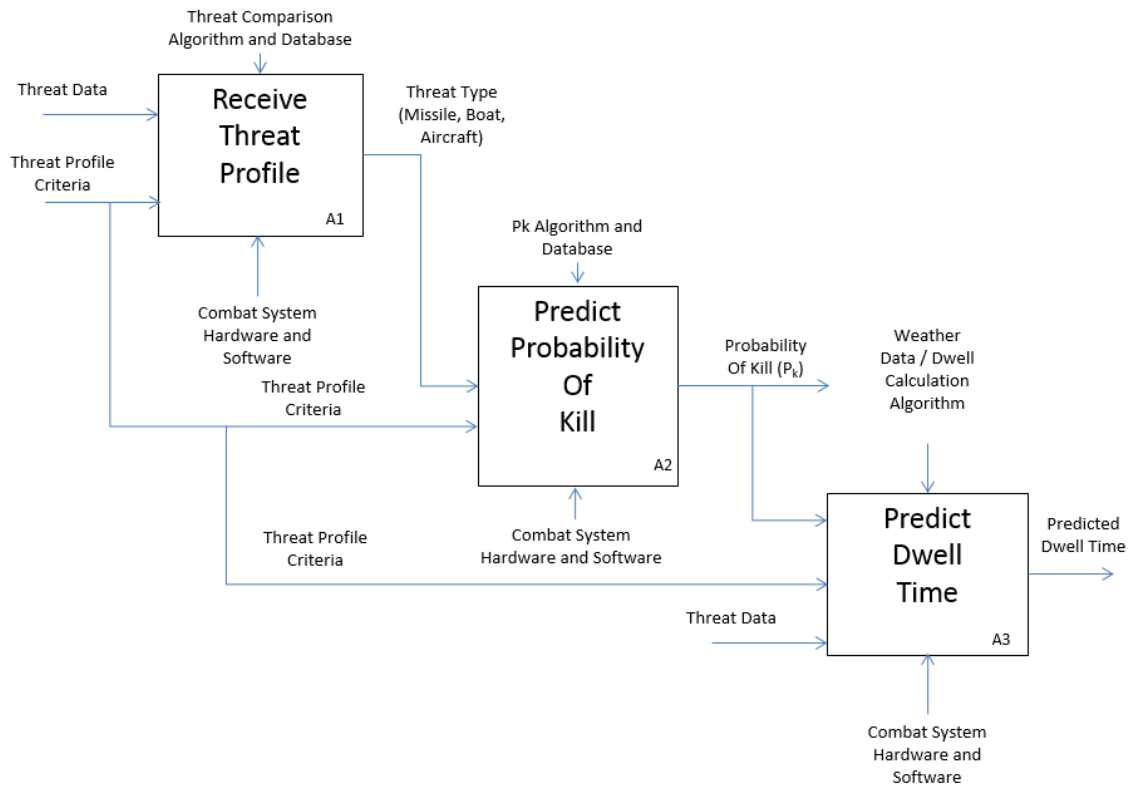 Threat Comparison
Algorithm and Database
Threat Data
Receive
Threat
Profile
A1
Threat Profile
Criteria
Threat Type
(Missile, Boat,
Aircraft)
Combat System
Hardware and
Software
Pk Algorithm and
Database
Predict
Probability
Of
Kill
A2
Threat Profile
Criteria
Probability
Of Kill (Pk)
Weather
Data / Dwell
Calculation
Algorithm
Combat System
Hardware and Software
Threat Profile
Criteria
Predict
Dwell
Time
A3
Predicted
Dwell Time
Threat Data
Combat System
Hardware and
Software